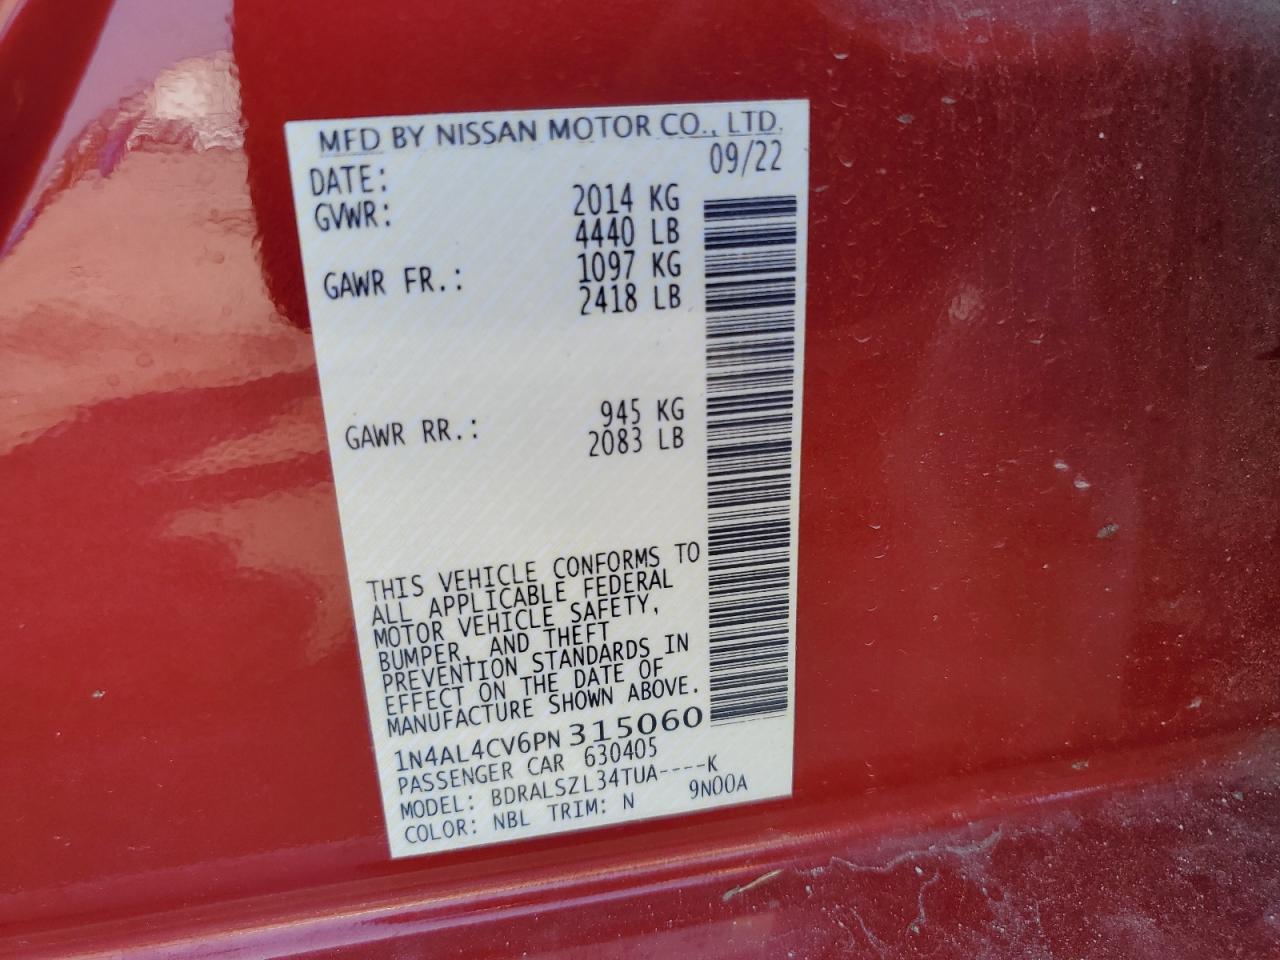 MFD BY NISSAN MOTOR CO., LTD.
DATE: 09/22
GVWR: 2014 KG
4440 LB
GAWR FR.: 1097 KG
2418 LB
GAWR RR.: 945 KG
2083 LB
THIS VEHICLE CONFORMS TO
ALL APPLICABLE FEDERAL
MOTOR VEHICLE SAFETY,
BUMPER, AND THEFT
PREVENTION STANDARDS IN
EFFECT ON THE DATE OF
MANUFACTURE SHOWN ABOVE.
1N4AL4CV6PN 315060
PASSENGER CAR 630405
MODEL: BDRALSZL34TUA----K
COLOR: NBL TRIM: N 9N00A